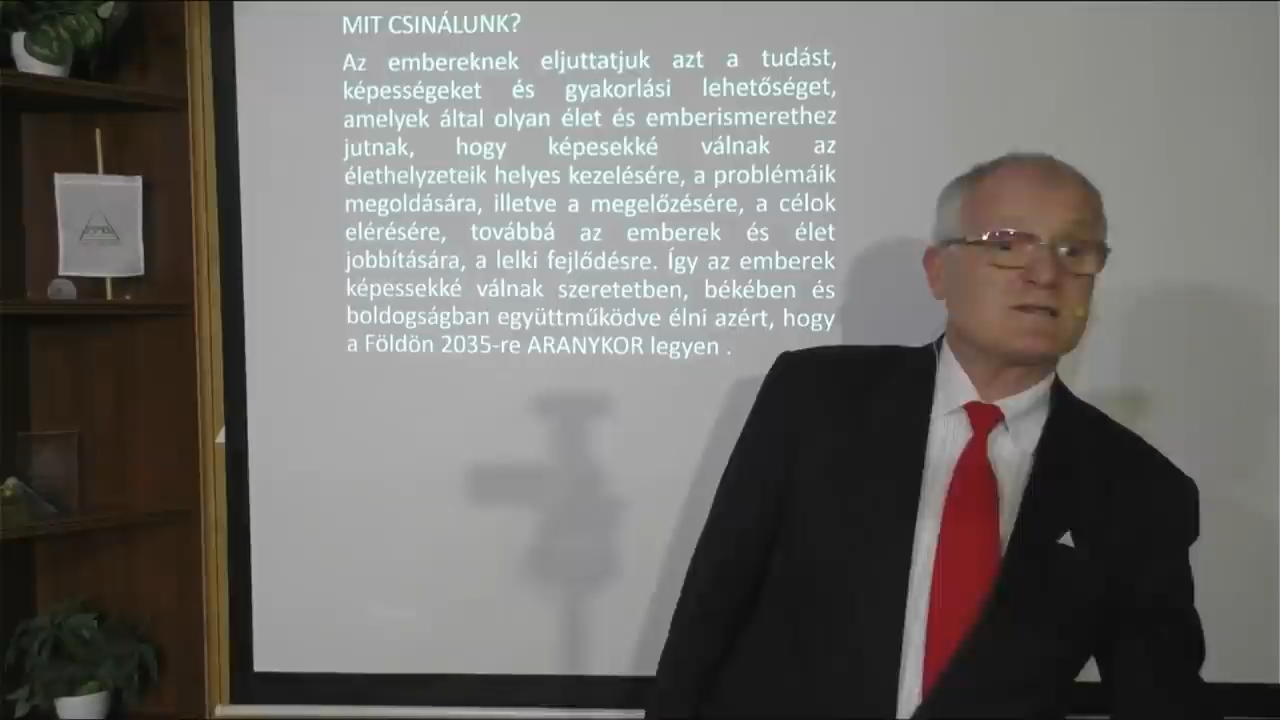 MIT CSINÁLUNK?
Az embereknek eljuttatjuk azt a tudást,
képességeket és gyakorlási lehetőséget,
amelyek által olyan élet és emberismerethez
jutnak, hogy képesekké válnak az
élethelyzeteik helyes kezelésére, a problémáik
megoldására, illetve a megelőzésére, a célok
elérésére, továbbá az emberek és élet
jobbítására, a lelki fejlődésre. Így az emberek
képessekké válnak szeretetben, békében és
boldogságban együttműködve élni azért, hogy
a Földön 2035-re ARANYKOR legyen .